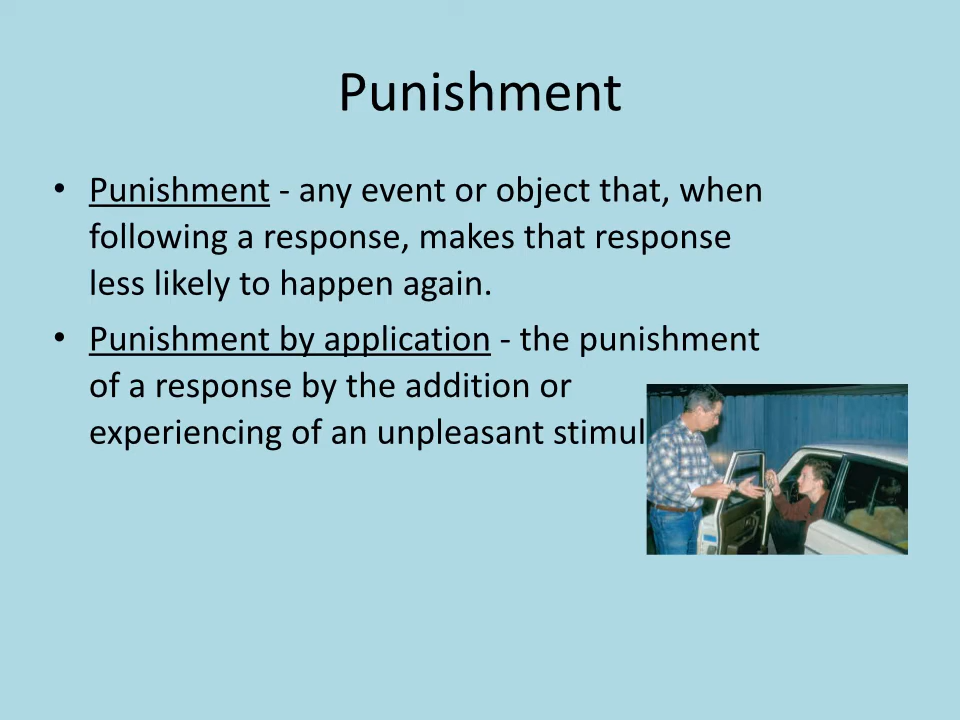 Punishment
• Punishment - any event or object that, when
following a response, makes that response
less likely to happen again.
• Punishment by application - the punishment
of a response by the addition or
experiencing of an unpleasant